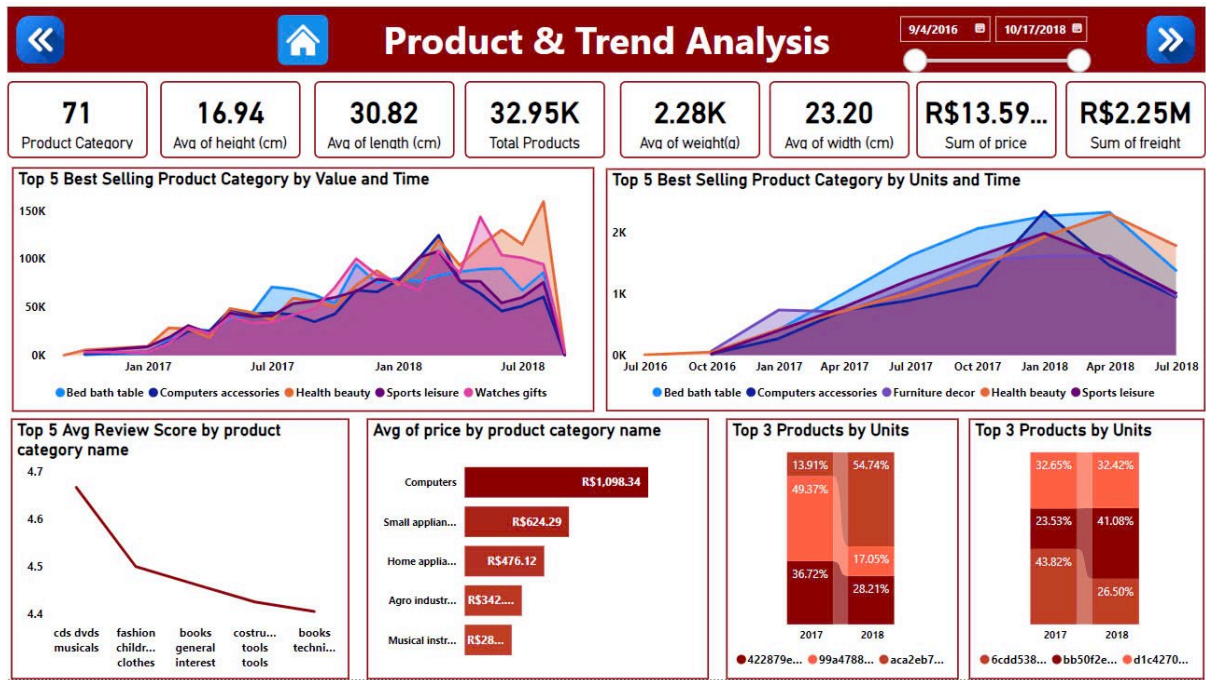 Product & Trend Analysis
9/4/2016
10/17/2018
71
Product Category
16.94
Avg of height (cm)
30.82
Avg of length (cm)
32.95K
Total Products
2.28K
Avg of weight(g)
23.20
Avg of width (cm)
R$13.59...
Sum of price
R$2.25M
Sum of freight
Top 5 Best Selling Product Category by Value and Time
150K
100K
50K
0K
Jan 2017 Jul 2017 Jan 2018 Jul 2018
Bed bath table Computers accessories Health beauty Sports leisure Watches gifts
Top 5 Best Selling Product Category by Units and Time
2K
1K
0K
Jul 2016 Oct 2016 Jan 2017 Apr 2017 Jul 2017 Oct 2017 Jan 2018 Apr 2018 Jul 2018
Bed bath table Computers accessories Furniture decor Health beauty Sports leisure
Top 5 Avg Review Score by product
category name
4.7
4.6
4.5
4.4
cds dvds fashion books costru... books
musicals childr... general tools techni...
clothes interest tools
Avg of price by product category name
Computers R$1,098.34
Small applian... R$624.29
Home applia... R$476.12
Agro industr... R$342....
Musical instr... R$28...
Top 3 Products by Units
13.91% 54.74%
49.37%
17.05%
36.72%
28.21%
2017 2018
422879e... 99a4788... aca2eb7...
Top 3 Products by Units
32.65% 32.42%
23.53% 41.08%
43.82%
26.50%
2017 2018
6cdd538... bb50f2e... d1c4270...